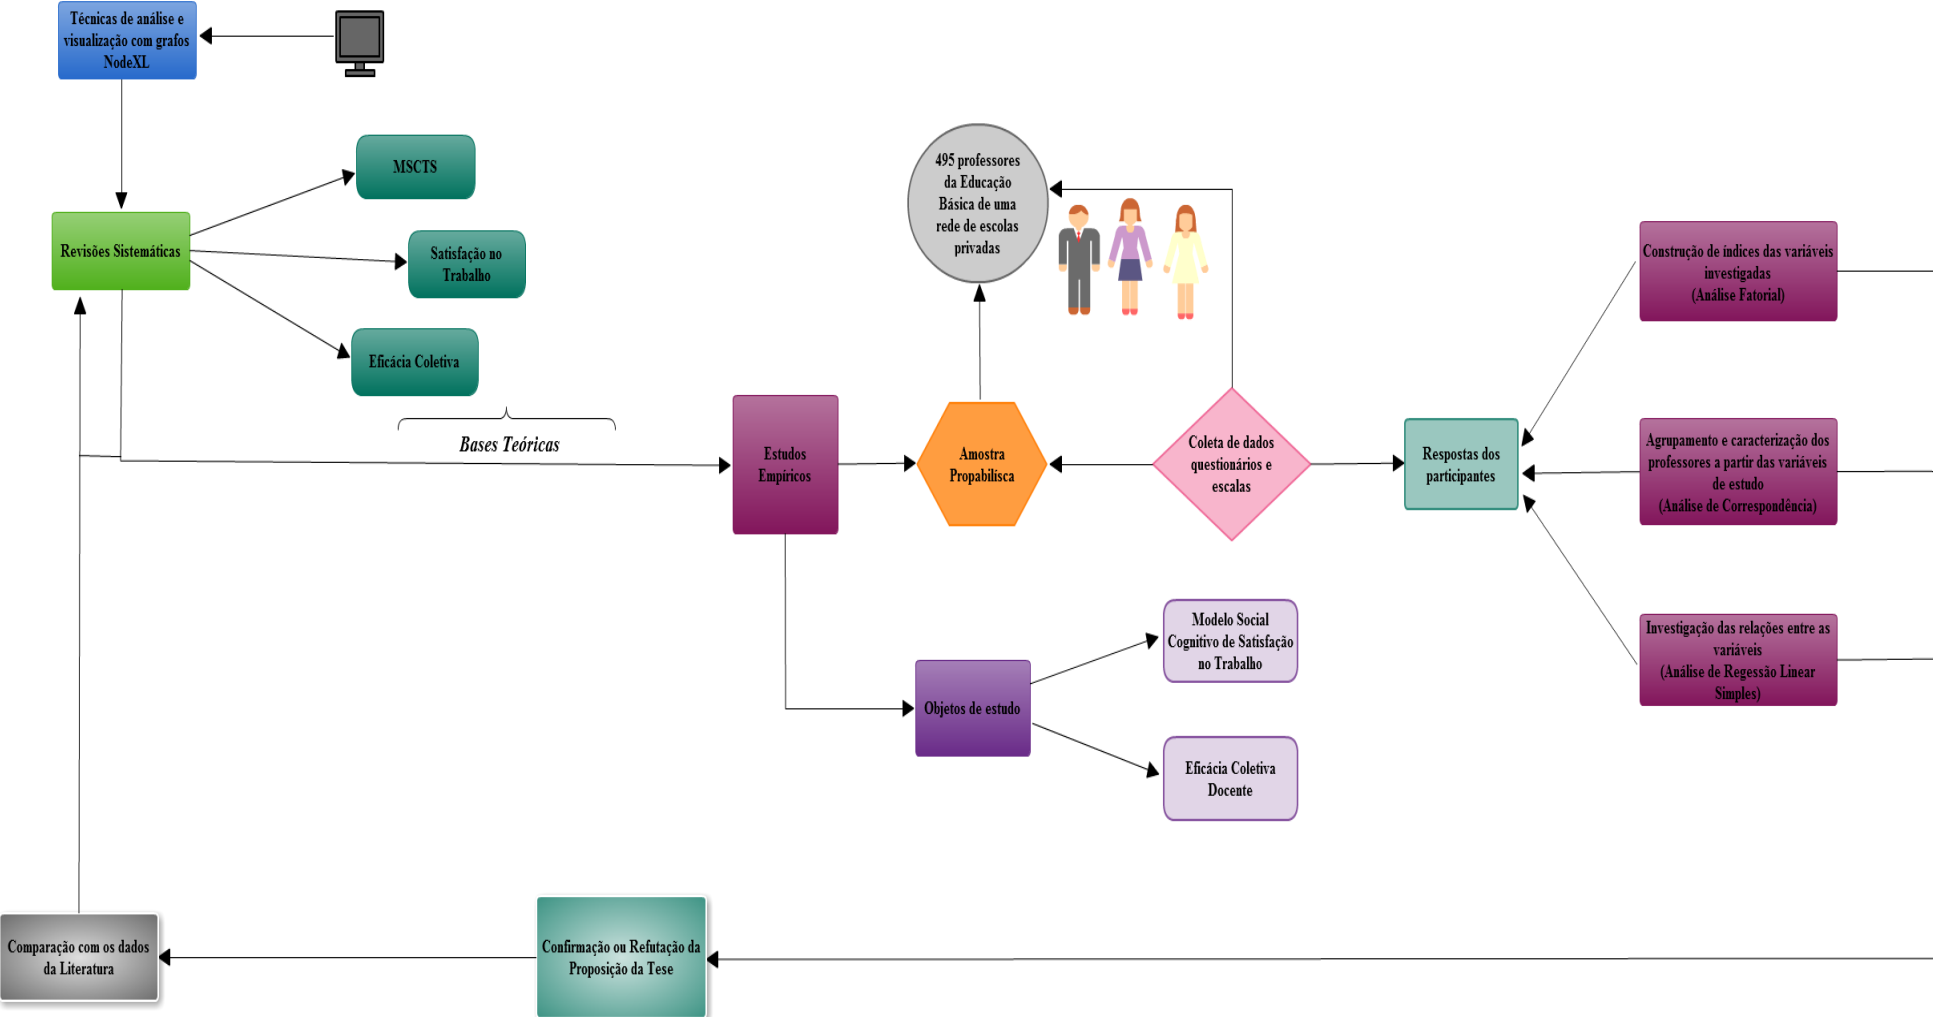 Técnicas de análise e
visualização com grafos
NodeXL
MSCTS
Revisões Sistemáticas
Satisfação no
Trabalho
Eficácia Coletiva
Bases Teóricas
Estudos
Empíricos
495 professores
da Educação
Básica de uma
rede de escolas
privadas
Amostra
Propabilísca
Coleta de dados
questionários e
escalas
Respostas dos
participantes
Construção de índices das variáveis
investigadas
(Análise Fatorial)
Agrupamento e caracterização dos
professores a partir das variáveis
de estudo
(Análise de Correspondência)
Investigação das relações entre as
variáveis
(Análise de Regressão Linear
Simples)
Objetos de estudo
Modelo Social
Cognitivo de Satisfação
no Trabalho
Eficácia Coletiva
Docente
Comparação com os dados
da Literatura
Confirmação ou Refutação da
Proposição da Tese